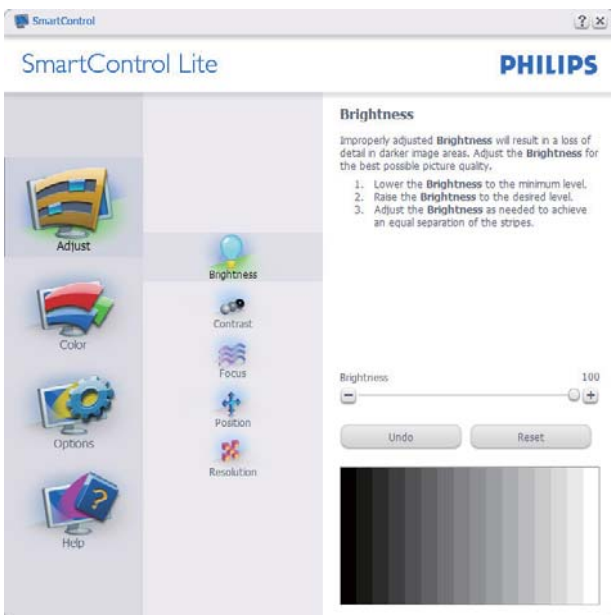 SmartControl
SmartControl Lite
PHILIPS
Adjust
Color
Options
Help
Brightness
Contrast
Focus
Position
Resolution
Brightness
Improperly adjusted Brightness will result in a loss of
detail in darker image areas. Adjust the Brightness for
the best possible picture quality.
1. Lower the Brightness to the minimum level.
2. Raise the Brightness to the desired level.
3. Adjust the Brightness as needed to achieve
an equal separation of the stripes.
Brightness 100
Undo Reset